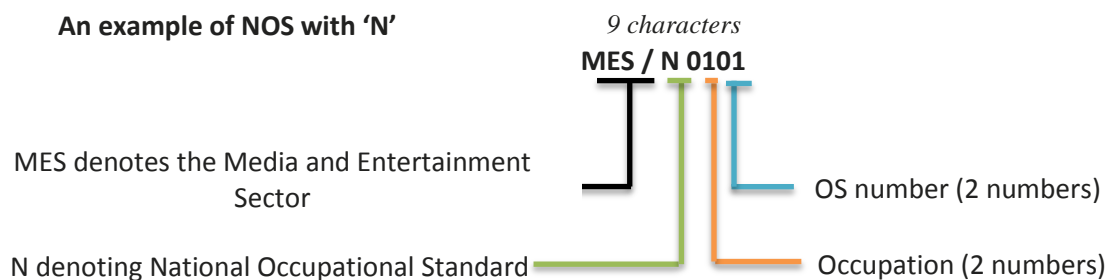 An example of NOS with ‘N’
9 characters
MES / N 0101
MES denotes the Media and Entertainment
Sector
OS number (2 numbers)
N denoting National Occupational Standard
Occupation (2 numbers)